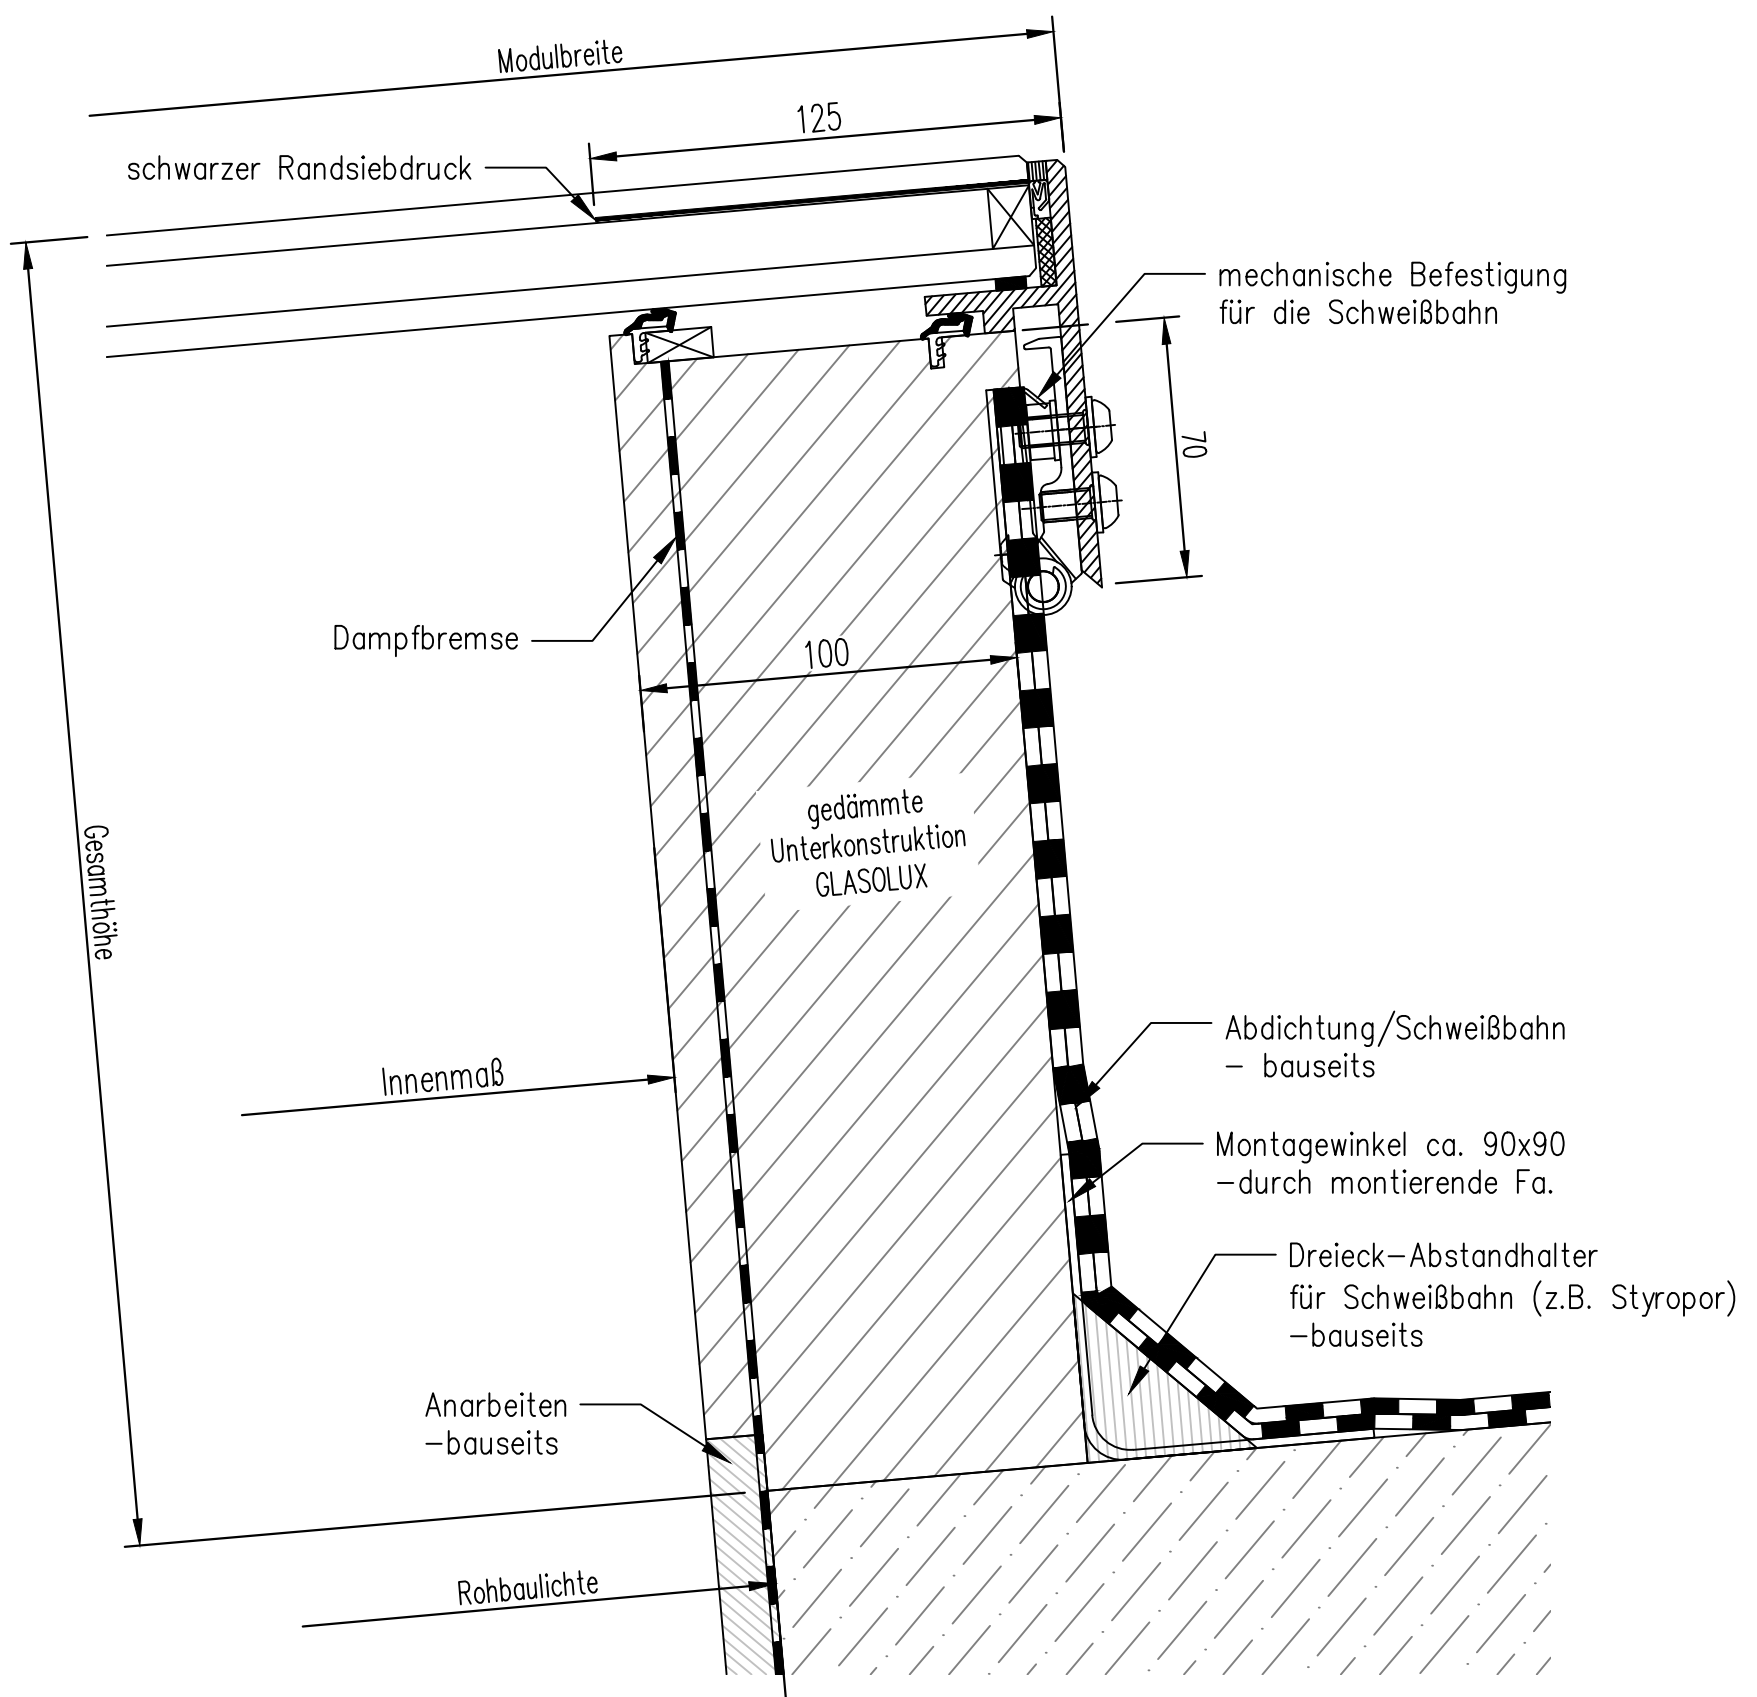 Modulbreite
125
schwarzer Randsiebdruck
mechanische Befestigung
für die Schweißbahn
70
Dampfbremse
100
gedämmte
Unterkonstruktion
GLASOLUX
Gesamthöhe
Abdichtung/Schweißbahn
- bauseits
Innenmaß
Montagewinkel ca. 90x90
-durch montierende Fa.
Dreieck-Abstandhalter
für Schweißbahn (z.B. Styropor)
-bauseits
Anarbeiten
-bauseits
Rohbaulichte